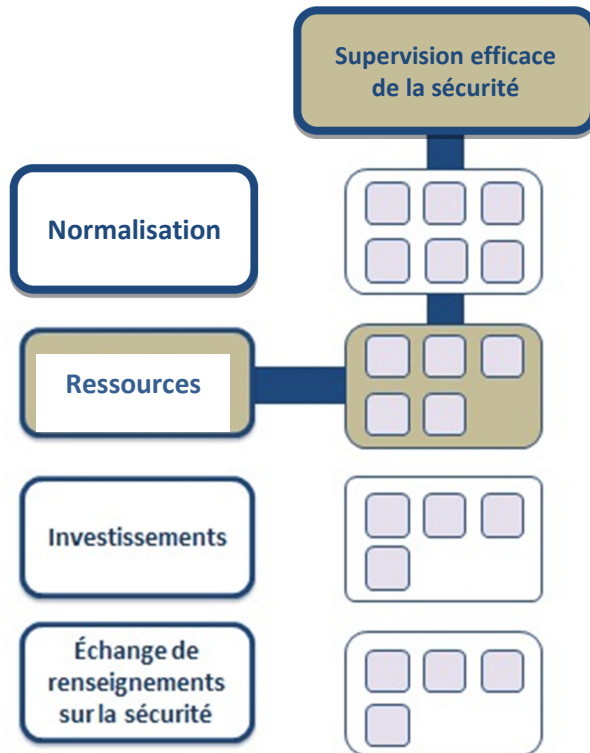 Supervision efficace
de la sécurité
Normalisation
Ressources
Investissements
Échange de
renseignements
sur la sécurité